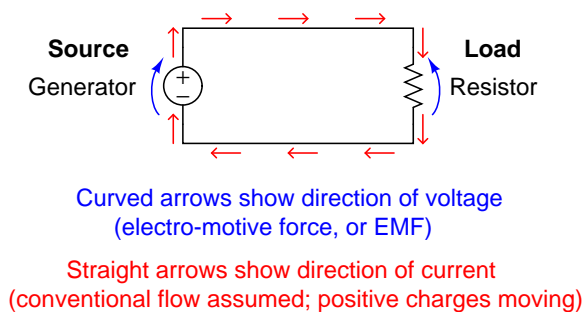 Source
Generator
+
−
Load
Resistor
Curved arrows show direction of voltage
(electro-motive force, or EMF)
Straight arrows show direction of current
(conventional flow assumed; positive charges moving)